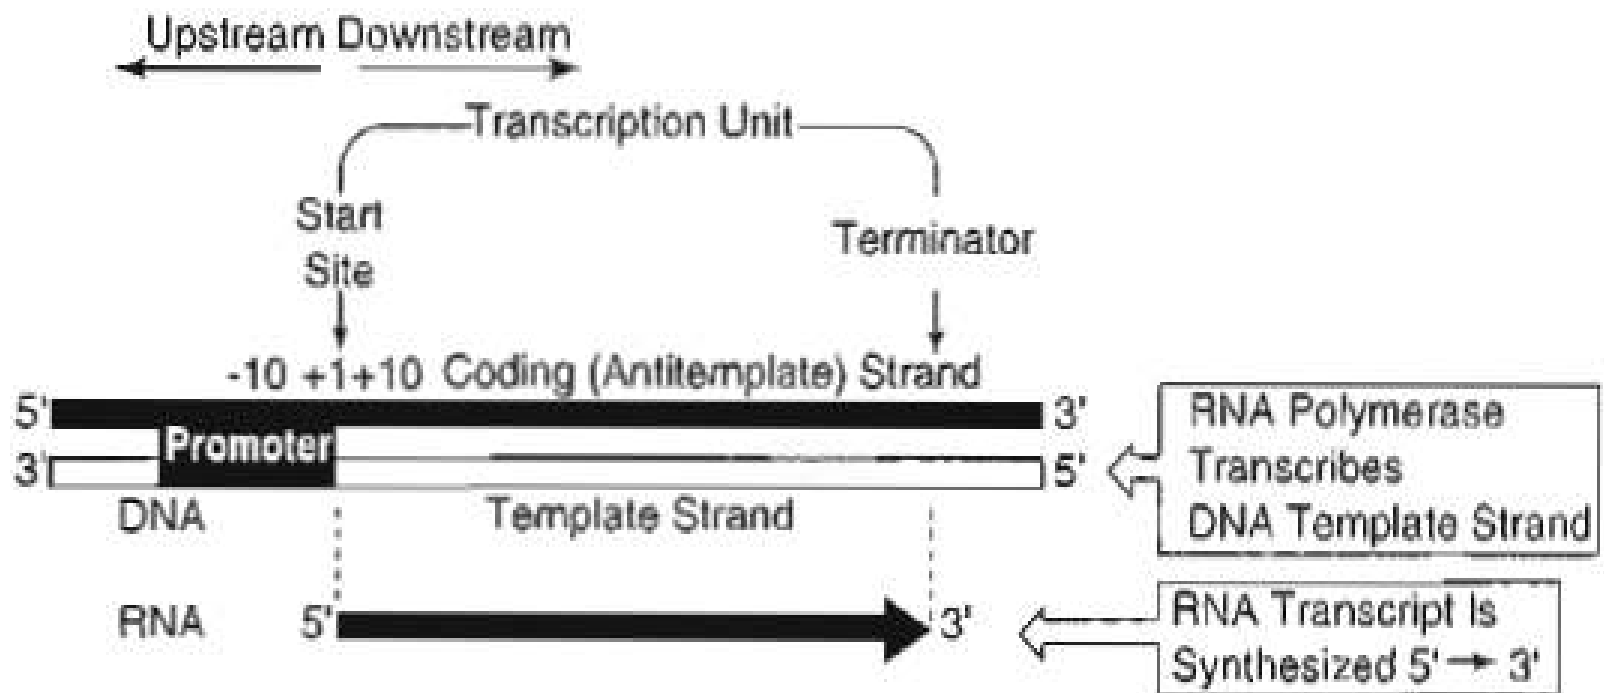 Upstream Downstream
Transcription Unit
Start
Site
Terminator
-10 +1+10 Coding (Antitemplate) Strand
5' 3'
Promoter
3' 5'
DNA Template Strand
RNA Polymerase
Transcribes
DNA Template Strand
RNA 5' 3'
RNA Transcript Is
Synthesized 5' → 3'